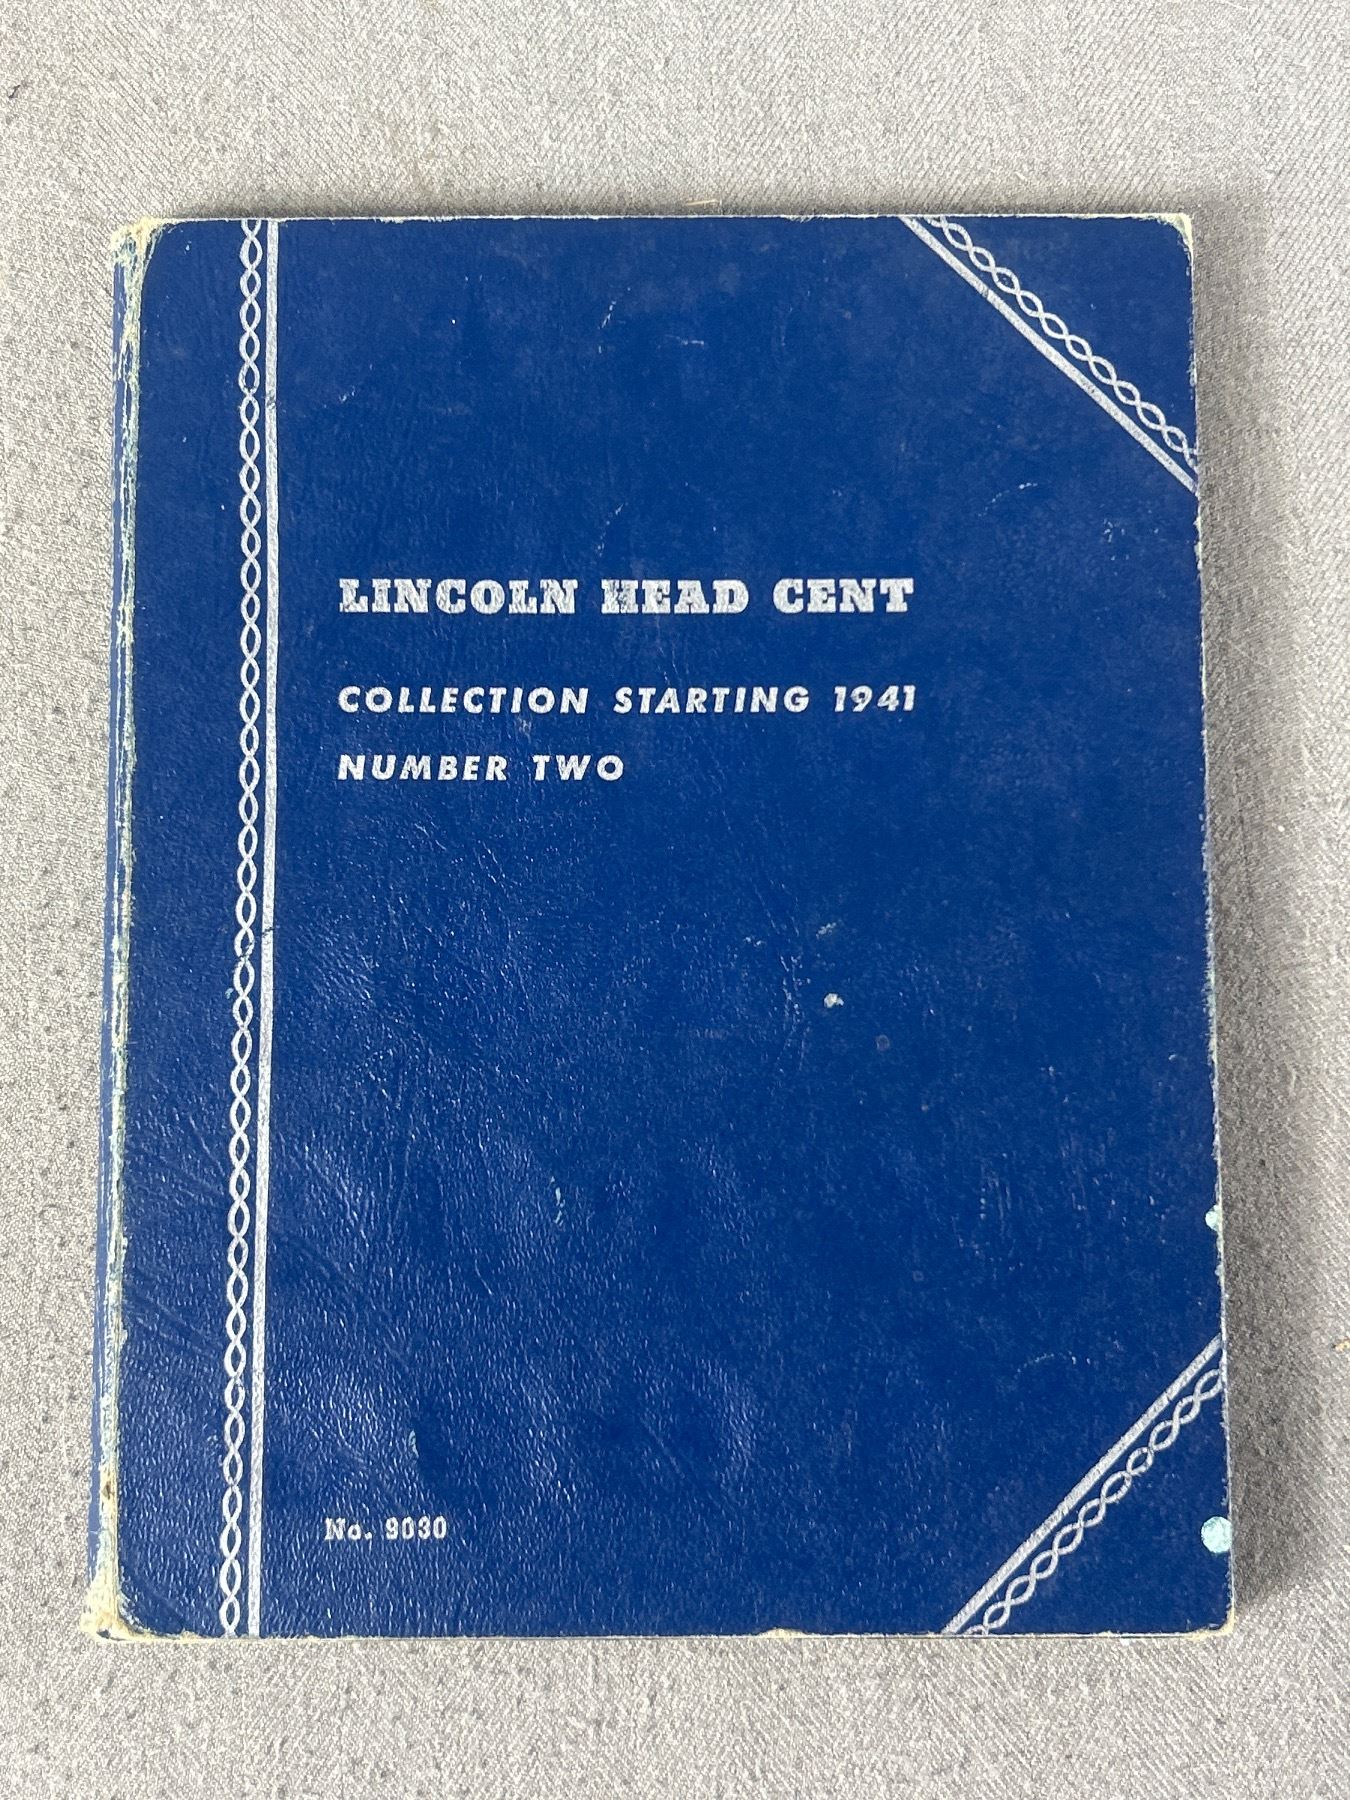 LINCOLN HEAD CENT
COLLECTION STARTING 1941
NUMBER TWO
No. 9030